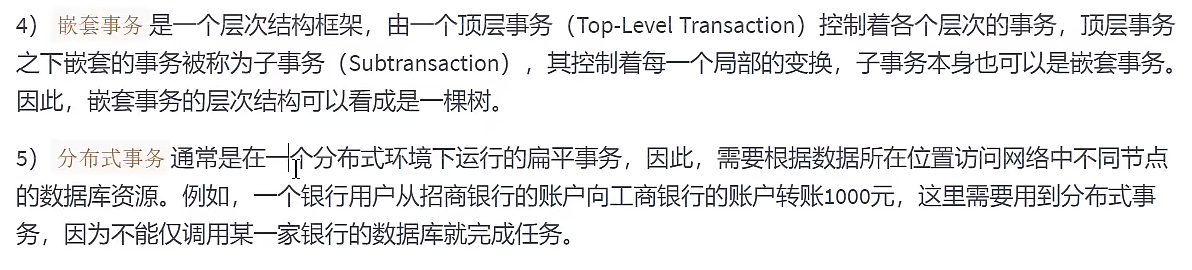 4）嵌套事务是一个层次结构框架，由一个顶层事务（Top-Level Transaction）控制着各个层次的事务，顶层事务
之下嵌套的事务被称为子事务（Subtransaction），其控制着每一个局部的变换，子事务本身也可以是嵌套事务。
因此，嵌套事务的层次结构可以看成是一棵树。
5）分布式事务通常是在一个分布式环境下运行的扁平事务，因此，需要根据数据所在位置访问网络中不同节点
的数据库资源。例如，一个银行用户从招商银行的账户向工商银行的账户转账1000元，这里需要用到分布式事
务，因为不能仅调用某一家银行的数据库就完成任务。